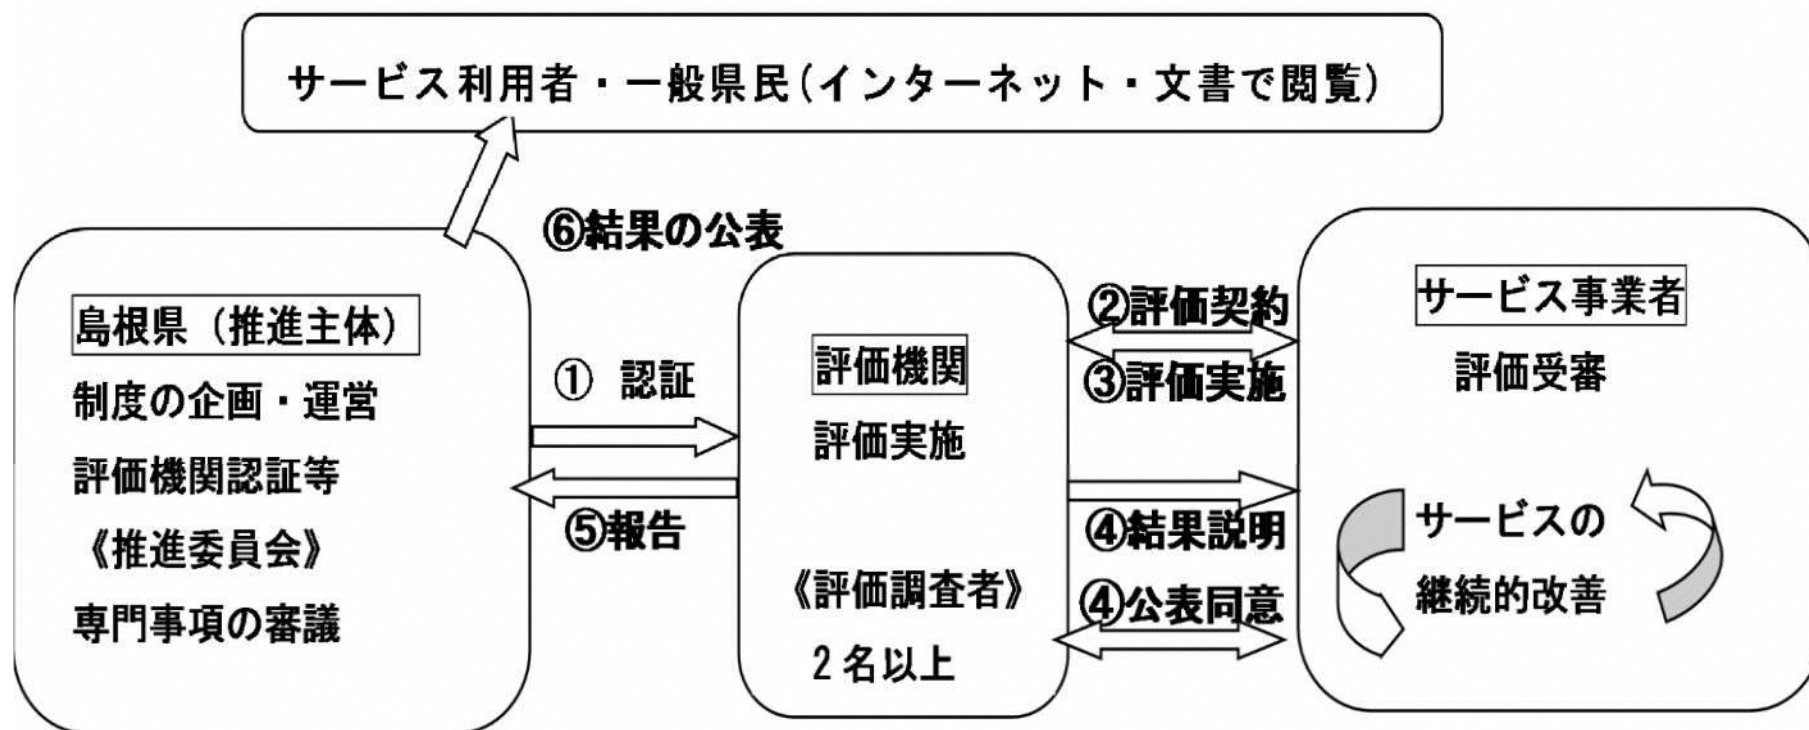 サービス利用者・一般県民(インターネット・文書で閲覧)
⑥結果の公表
島根県（推進主体）
制度の企画・運営
評価機関認証等
《推進委員会》
専門事項の審議
① 認証
⑤報告
評価機関
評価実施
《評価調査者》
2名以上
②評価契約
③評価実施
④結果説明
④公表同意
サービス事業者
評価受審
サービスの
継続的改善